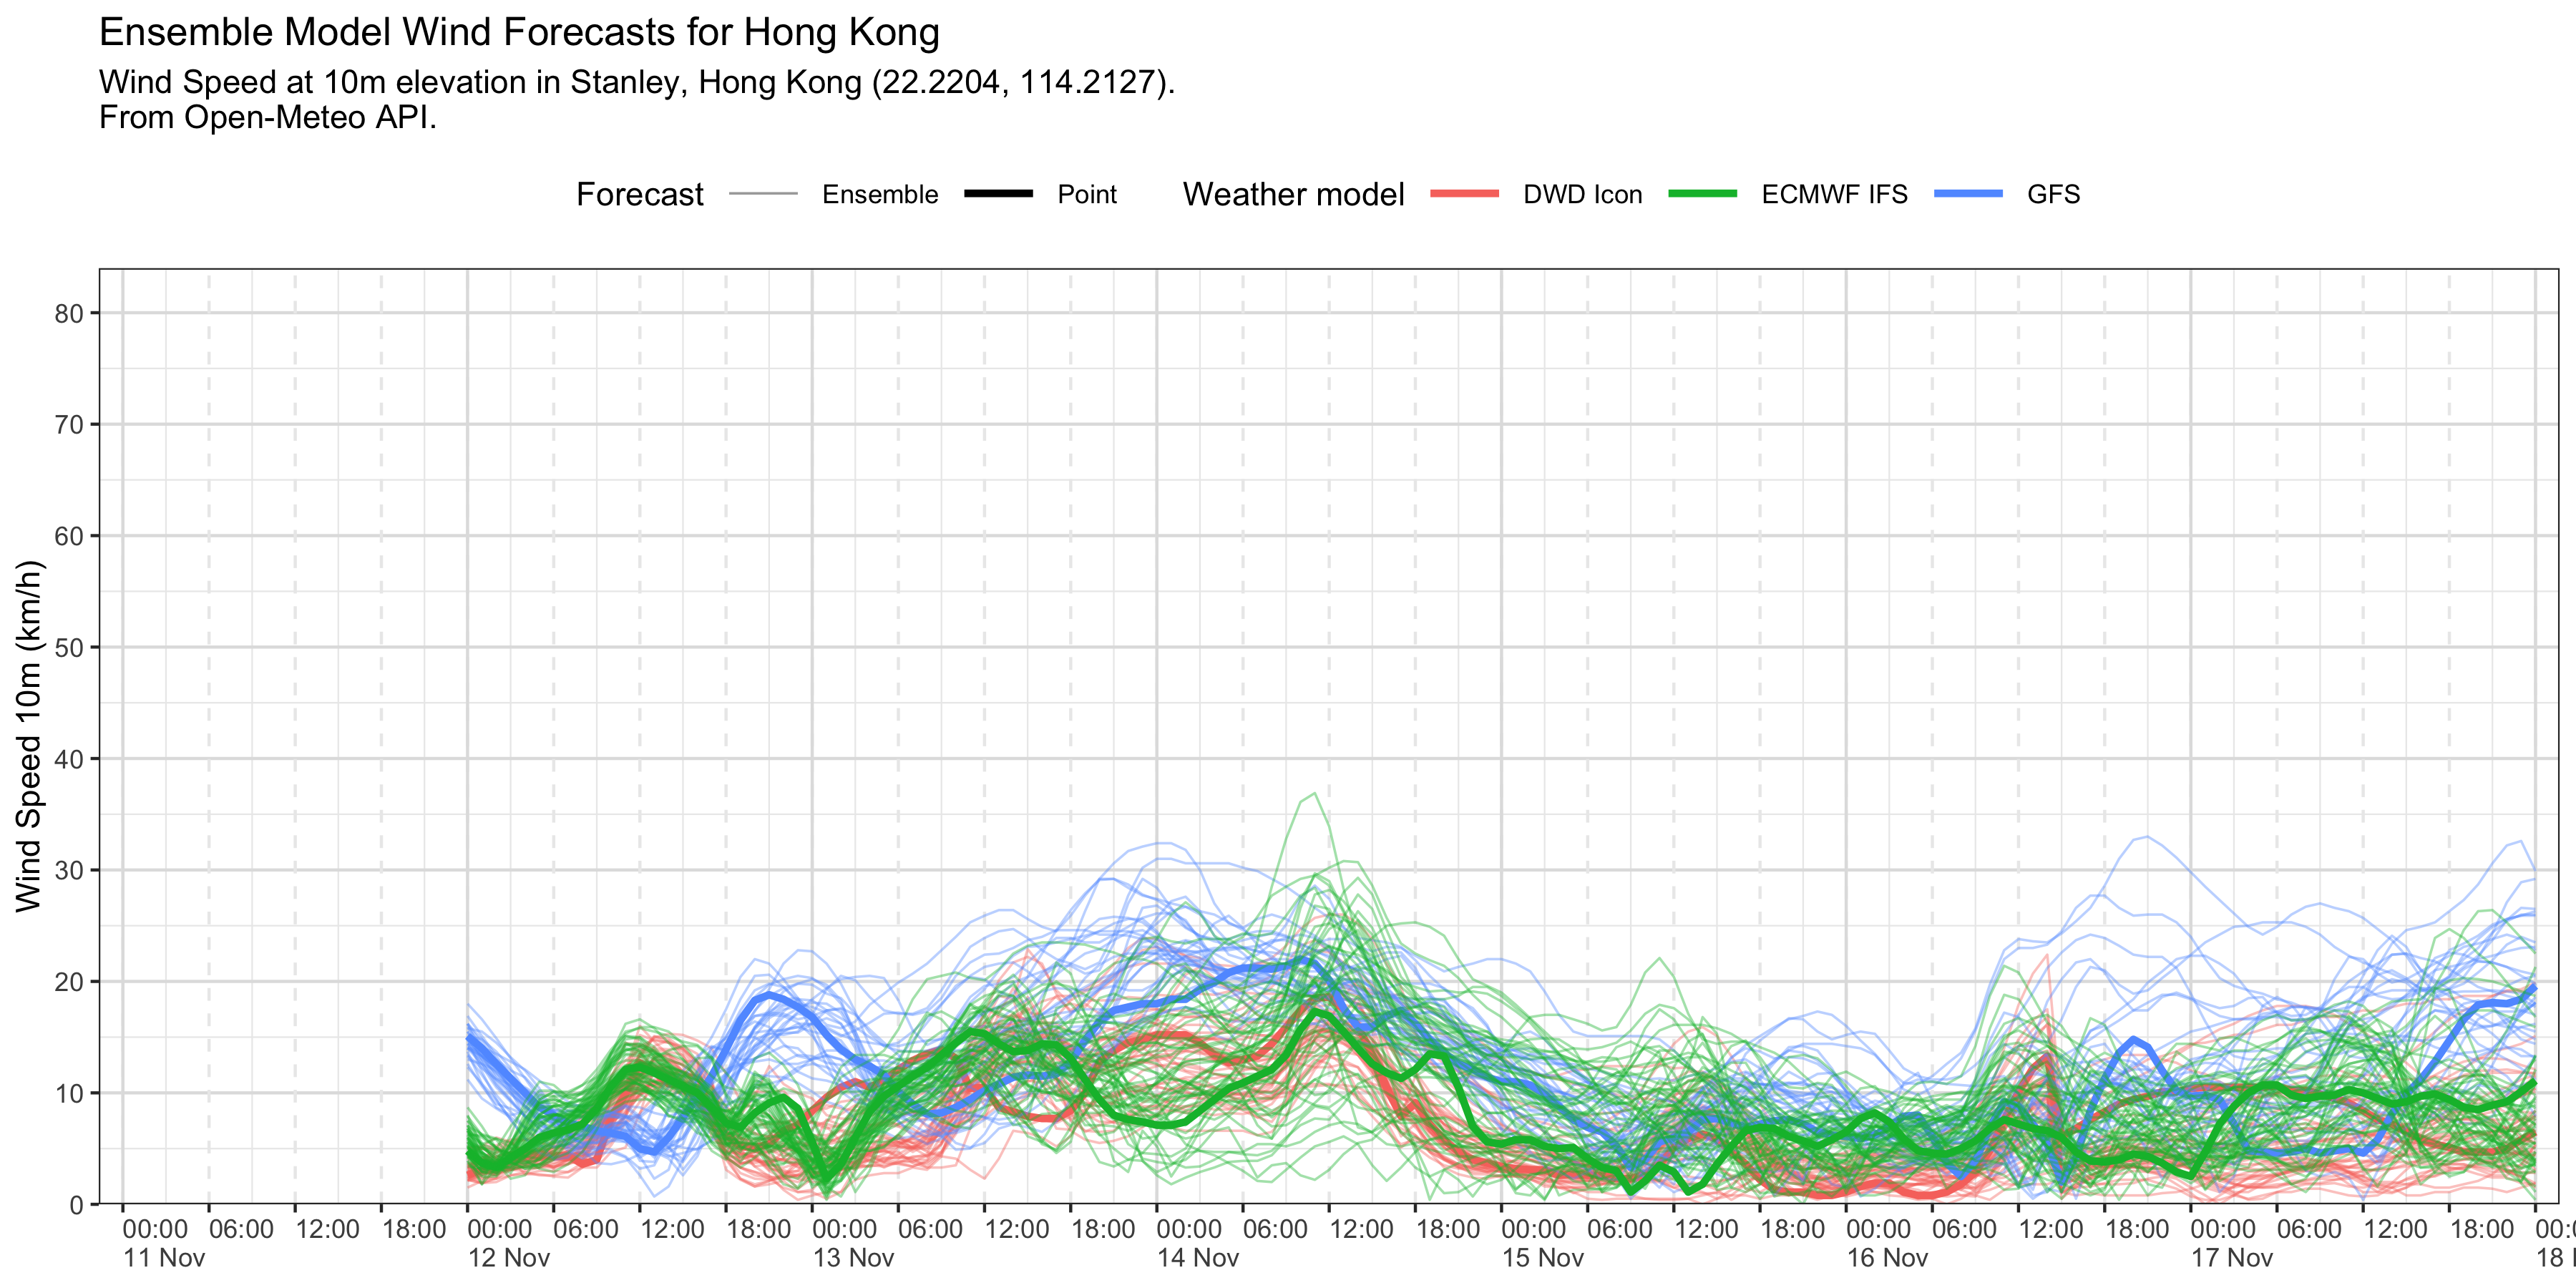 Ensemble Model Wind Forecasts for Hong Kong
Wind Speed at 10m elevation in Stanley, Hong Kong (22.2204, 114.2127).
From Open-Meteo API.
Forecast Ensemble Point Weather model DWD Icon ECMWF IFS GFS
Wind Speed 10m (km/h)
80
70
60
50
40
30
20
10
0
00:00 06:00 12:00 18:00 00:00 06:00 12:00 18:00 00:00 06:00 12:00 18:00 00:00 06:00 12:00 18:00 00:00 06:00 12:00 18:00 00:00 06:00 12:00 18:00 00:00 06:00 12:00 18:00
11 Nov 12 Nov 13 Nov 14 Nov 15 Nov 16 Nov 17 Nov 18